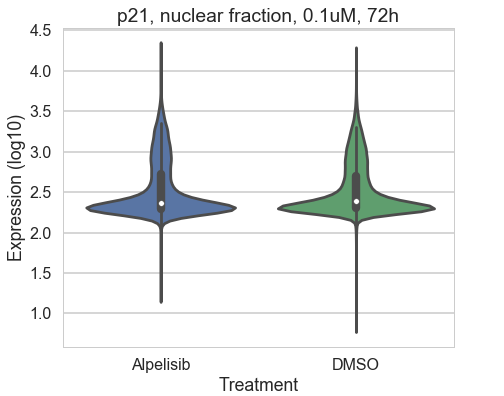 p21, nuclear fraction, 0.1uM, 72h
Expression (log10)
4.5
4.0
3.5
3.0
2.5
2.0
1.5
1.0
Alpelisib DMSO
Treatment